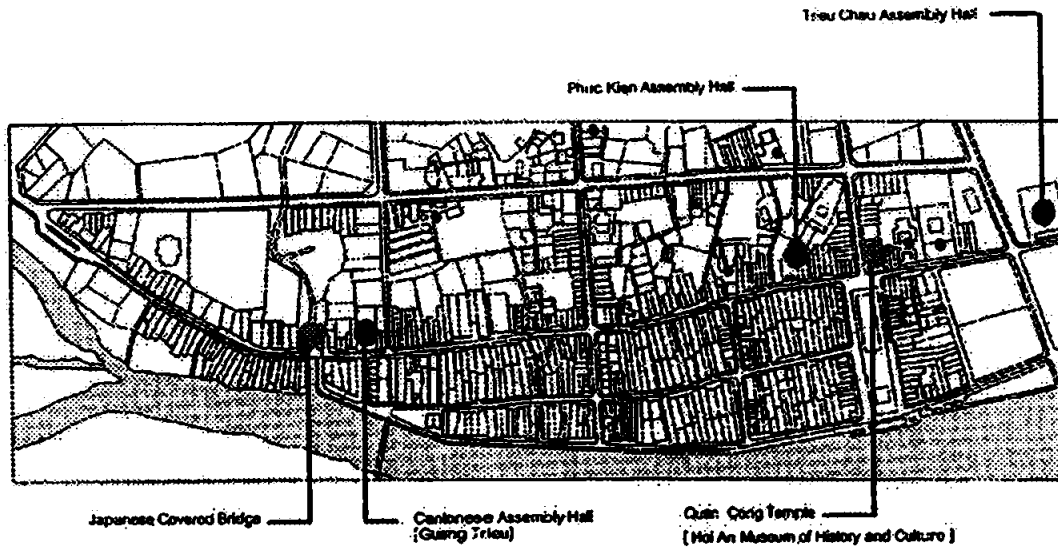 Trieu Chau Assembly Hall
Phuc Kien Assembly Hall
Japanese Covered Bridge
Cantonese Assembly Hall
[Guang Trieu]
Quan Cong Temple
[ Hoi An Museum of History and Culture ]